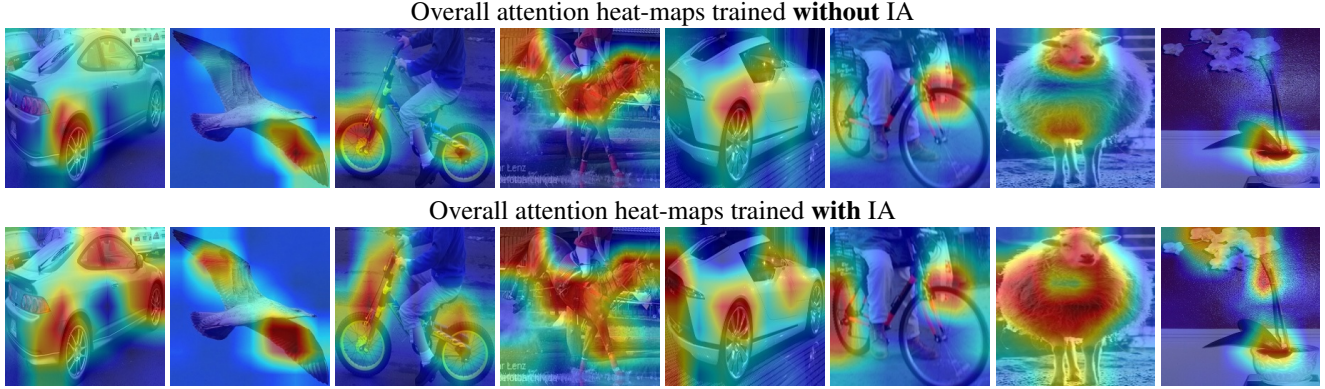 Overall attention heat-maps trained without IA
Overall attention heat-maps trained with IA